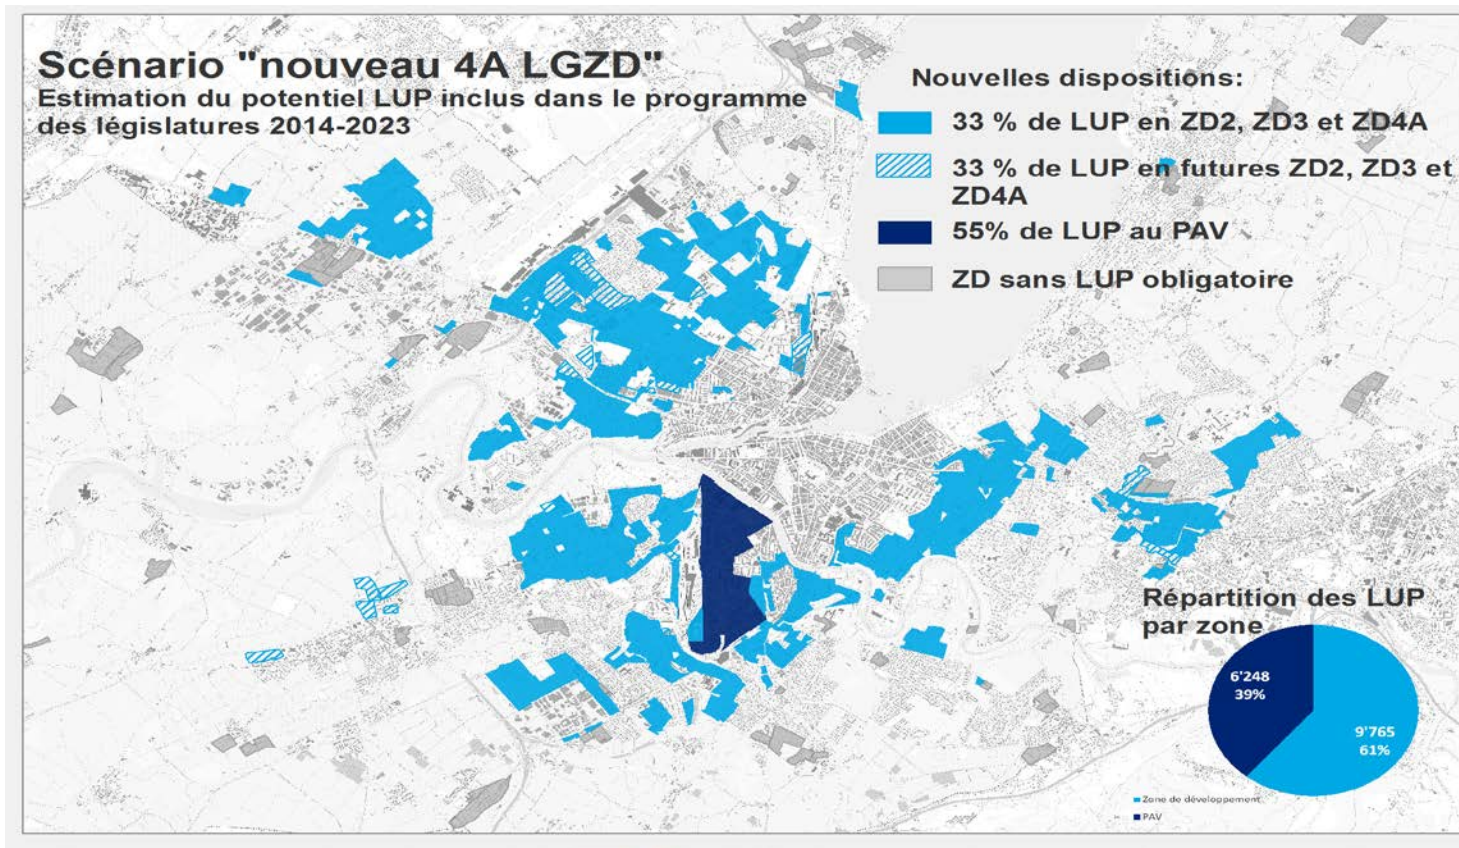 Scénario "nouveau 4A LGZD"
Estimation du potentiel LUP inclus dans le programme
des législatures 2014-2023
Nouvelles dispositions:
33 % de LUP en ZD2, ZD3 et ZD4A
33 % de LUP en futures ZD2, ZD3 et
ZD4A
55% de LUP au PAV
ZD sans LUP obligatoire
Répartition des LUP
par zone
6'248
39%
9'765
61%
Zone de développement
PAV